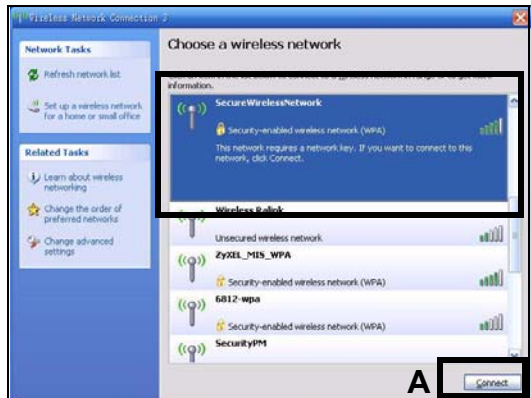 Wireless Network Connection 3
Choose a wireless network
Network Tasks
Refresh network list
Set up a wireless network
for a home or small office
Related Tasks
Learn about wireless
networking
Change the order of
preferred networks
Change advanced
settings
information.
SecureWirelessNetwork
Security-enabled wireless network (WPA)
This network requires a network key. If you want to connect to this
network, click Connect.
Wireless Ralink
Unsecured wireless network
ZyXEL_MIS_WPA
Security-enabled wireless network (WPA)
6812-wpa
Security-enabled wireless network (WPA)
SecurityPM
A
Connect